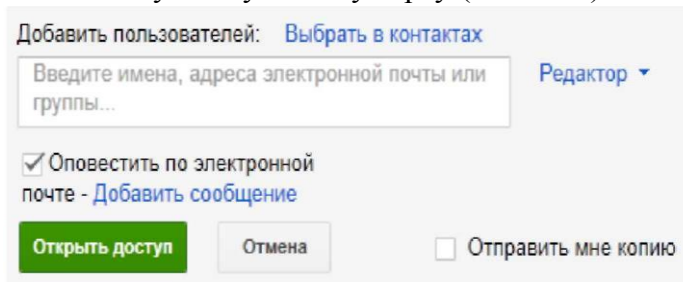 Добавить пользователей: Выбрать в контактах
Введите имена, адреса электронной почты или
группы...
Редактор
Оповестить по электронной
почте - Добавить сообщение
Открыть доступ Отмена Отправить мне копию